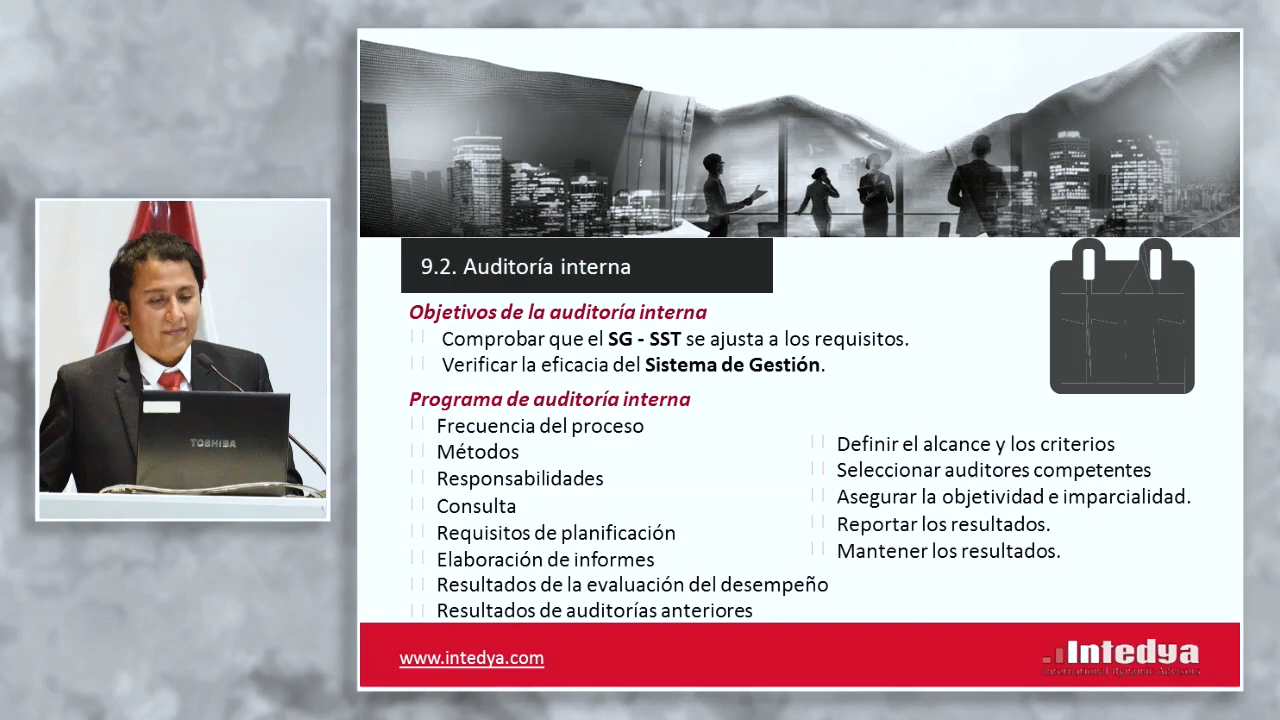 9.2. Auditoría interna
Objetivos de la auditoría interna
Comprobar que el SG - SST se ajusta a los requisitos.
Verificar la eficacia del Sistema de Gestión.
Programa de auditoría interna
Frecuencia del proceso
Métodos
Responsabilidades
Consulta
Requisitos de planificación
Elaboración de informes
Resultados de la evaluación del desempeño
Resultados de auditorías anteriores
Definir el alcance y los criterios
Seleccionar auditores competentes
Asegurar la objetividad e imparcialidad.
Reportar los resultados.
Mantener los resultados.
TOSHIBA
www.intedya.com
Intedya
International Dynamic Advisors